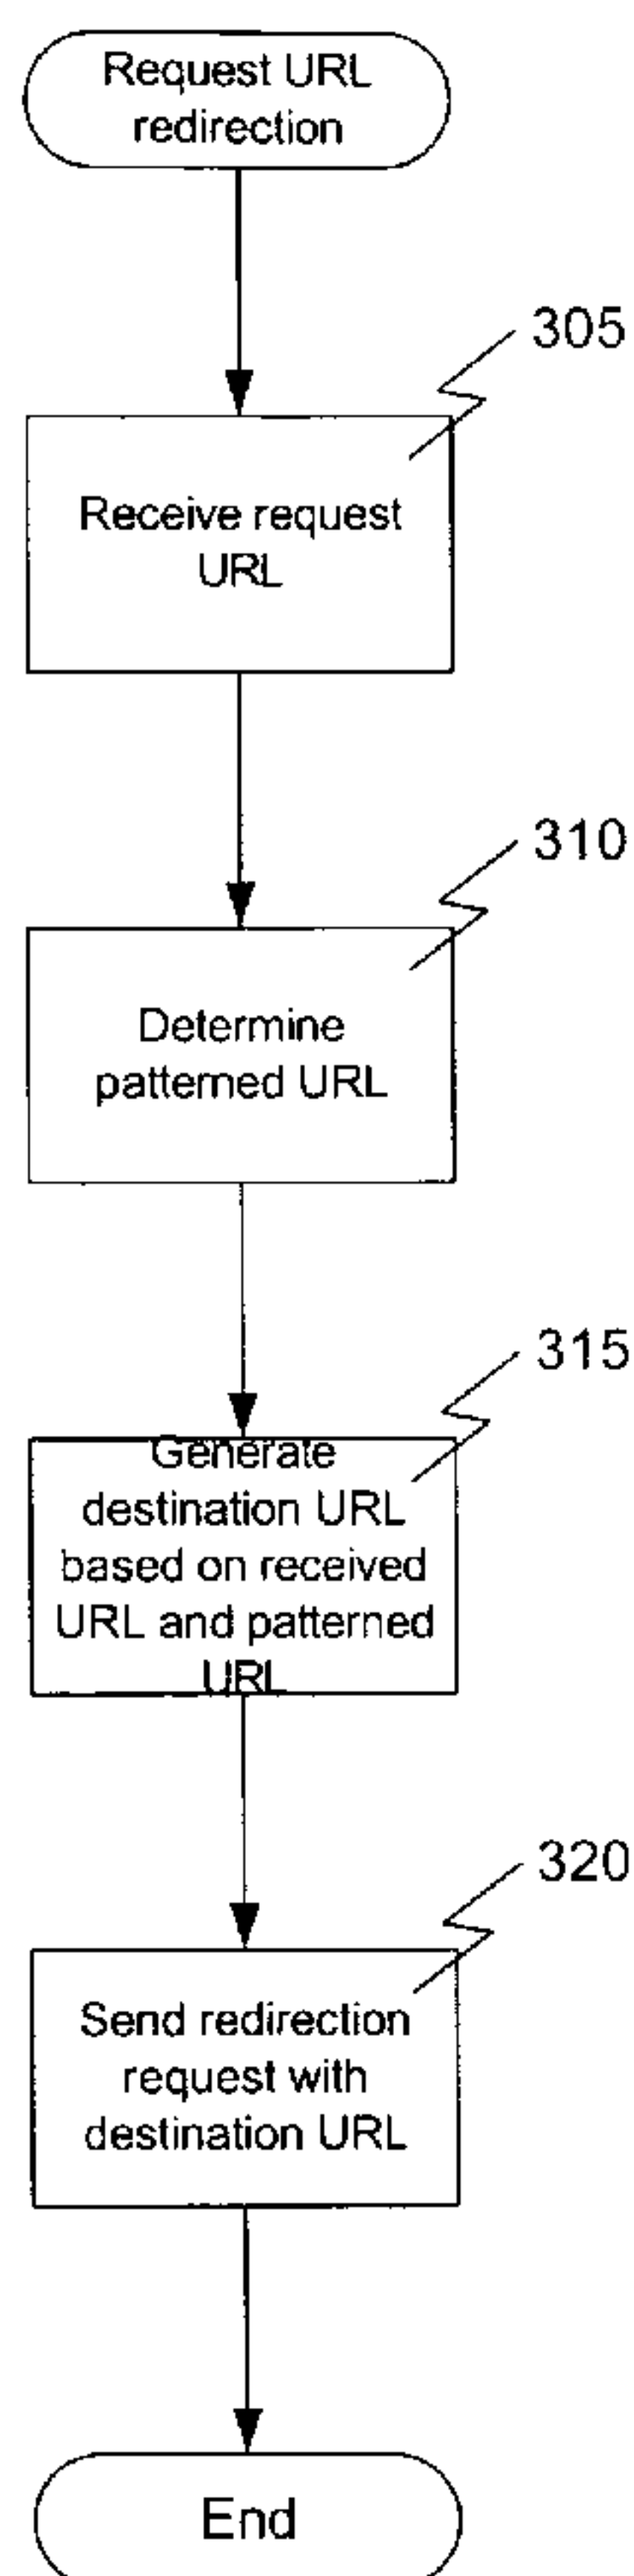 Request URL
redirection
305
Receive request
URL
310
Determine
patterned URL
315
Generate
destination URL
based on received
URL and patterned
URL
320
Send redirection
request with
destination URL
End